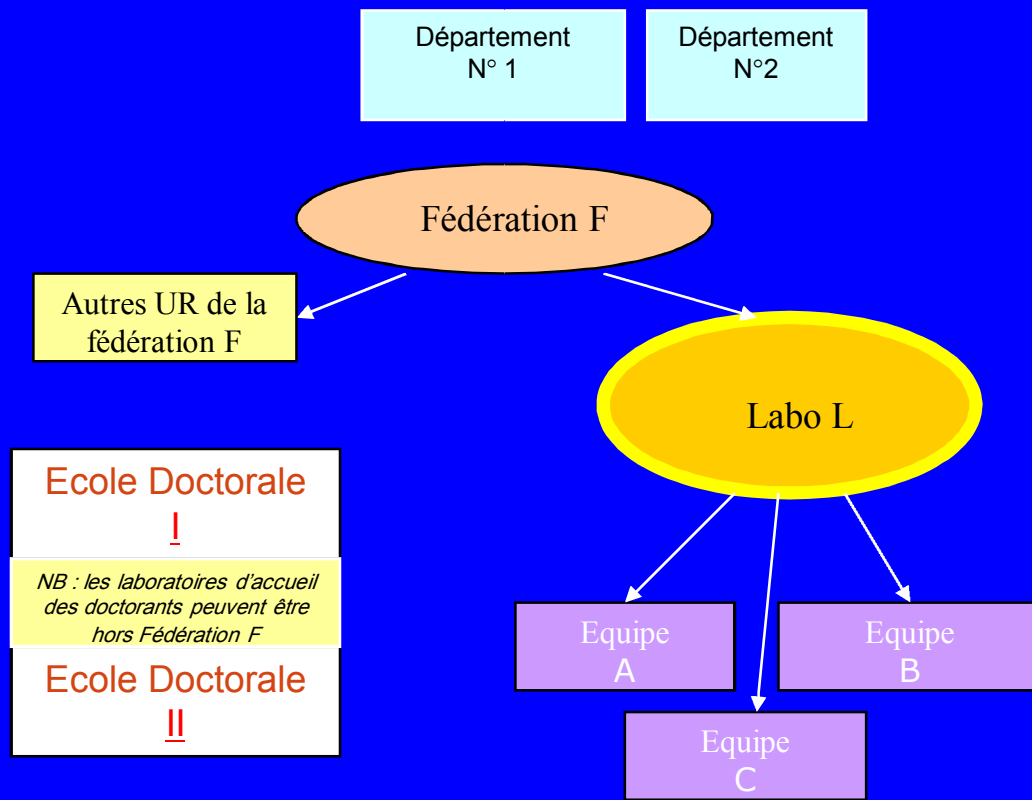 Département
N° 1
Département
N°2
Fédération F
Autres UR de la
fédération F
Labo L
Ecole Doctorale
I
NB : les laboratoires d'accueil
des doctorants peuvent être
hors Fédération F
Ecole Doctorale
II
Equipe
A
Equipe
B
Equipe
C